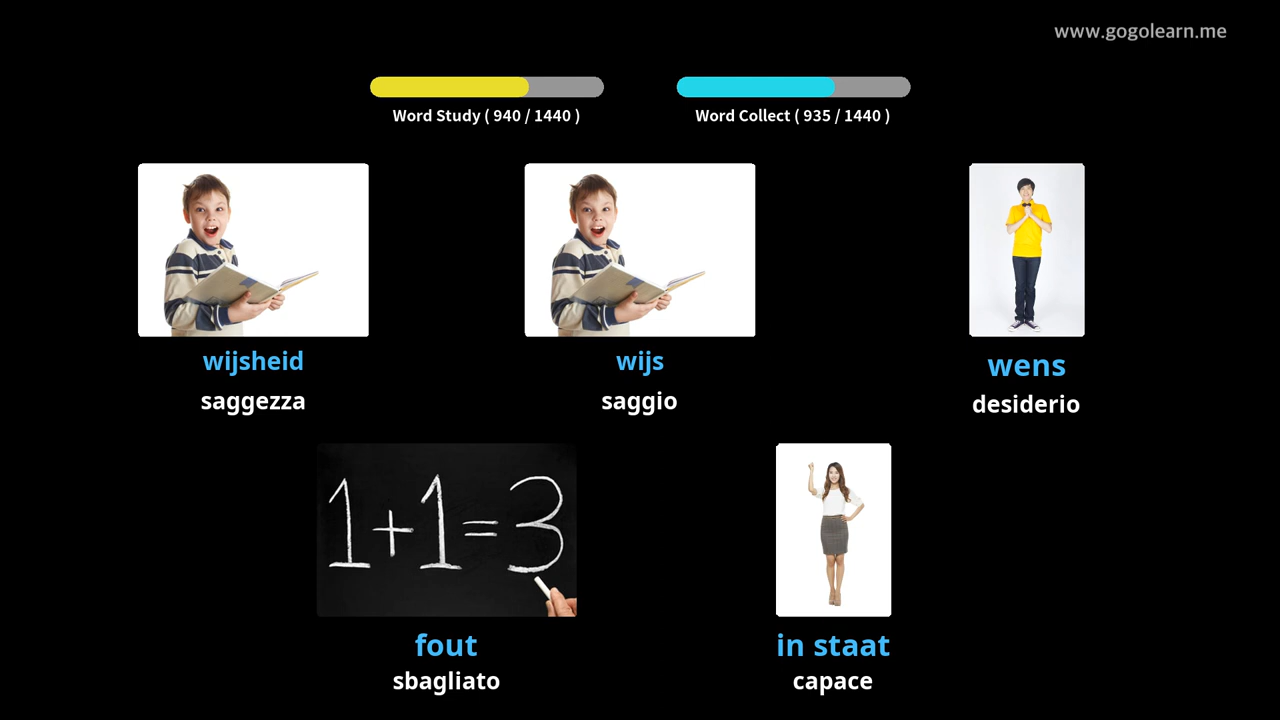 www.gogolearn.me
Word Study ( 940 / 1440 )
Word Collect ( 935 / 1440 )
wijsheid
saggezza
wijs
saggio
wens
desiderio
1+1=3
fout
sbagliato
in staat
capace